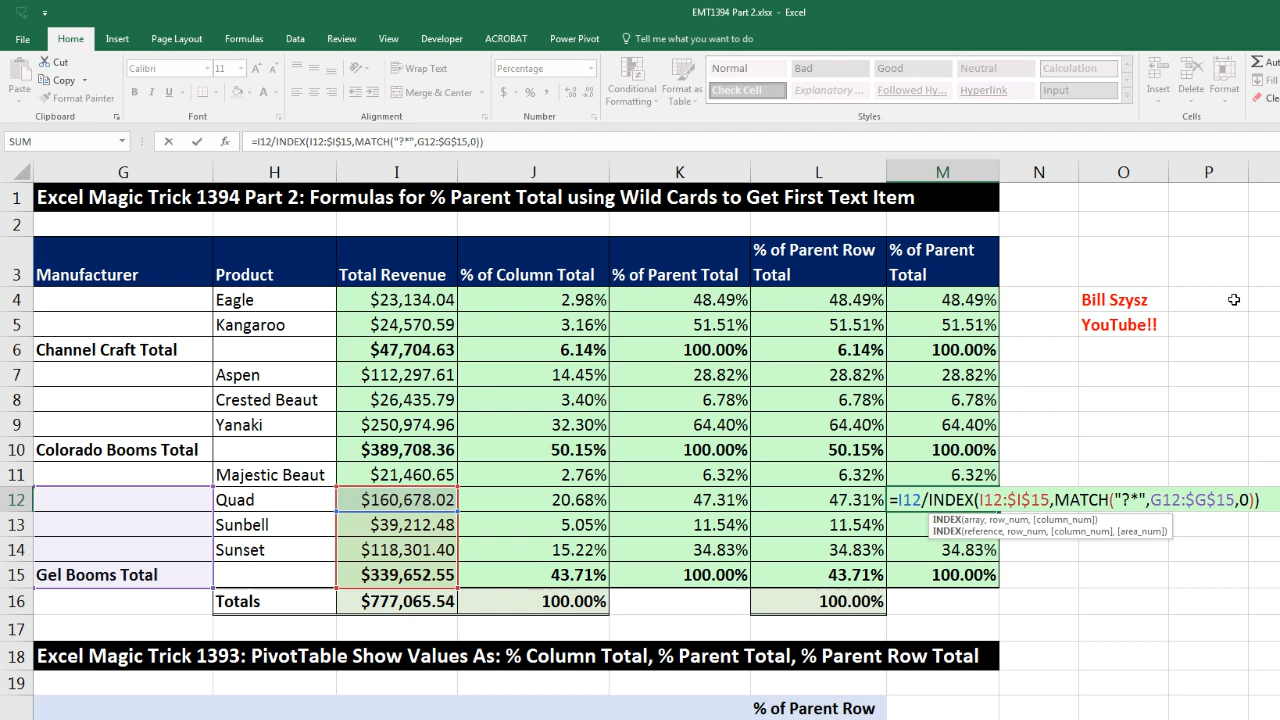 EMT1394 Part 2.xlsx - Excel
File Home Insert Page Layout Formulas Data Review View Developer ACROBAT Power Pivot Tell me what you want to do
Paste Cut Copy Format Painter
Calibri 11
B I U
Wrap Text
Merge & Center
Percentage
$ % ,
Conditional Formatting
Format as Table
Normal Bad Good Neutral Calculation
Check Cell Explanatory ... Followed Hy... Hyperlink Input
Insert Delete Format
Clipboard Font Alignment Number Styles Cells
SUM =I12/INDEX(I12:$I$15,MATCH("?*",G12:$G$15,0))
G H I J K L M N O P
1 Excel Magic Trick 1394 Part 2: Formulas for % Parent Total using Wild Cards to Get First Text Item
2
3 Manufacturer Product Total Revenue % of Column Total % of Parent Total % of Parent Row Total % of Parent Total
4 Eagle $23,134.04 2.98% 48.49% 48.49% 48.49% Bill Szysz
5 Kangaroo $24,570.59 3.16% 51.51% 51.51% 51.51% YouTube!!
6 Channel Craft Total $47,704.63 6.14% 100.00% 6.14% 100.00%
7 Aspen $112,297.61 14.45% 28.82% 28.82% 28.82%
8 Crested Beaut $26,435.79 3.40% 6.78% 6.78% 6.78%
9 Yanaki $250,974.96 32.30% 64.40% 64.40% 64.40%
10 Colorado Booms Total $389,708.36 50.15% 100.00% 50.15% 100.00%
11 Majestic Beaut $21,460.65 2.76% 6.32% 6.32% 6.32%
12 Quad $160,678.02 20.68% 47.31% 47.31% =I12/INDEX(I12:$I$15,MATCH("?*",G12:$G$15,0))
INDEX(array, row_num, [column_num])
INDEX(reference, row_num, [column_num], [area_num])
13 Sunbell $39,212.48 5.05% 11.54% 11.54%
14 Sunset $118,301.40 15.22% 34.83% 34.83% 34.83%
15 Gel Booms Total $339,652.55 43.71% 100.00% 43.71% 100.00%
16 Totals $777,065.54 100.00% 100.00%
17
18 Excel Magic Trick 1393: PivotTable Show Values As: % Column Total, % Parent Total, % Parent Row Total
19
% of Parent Row